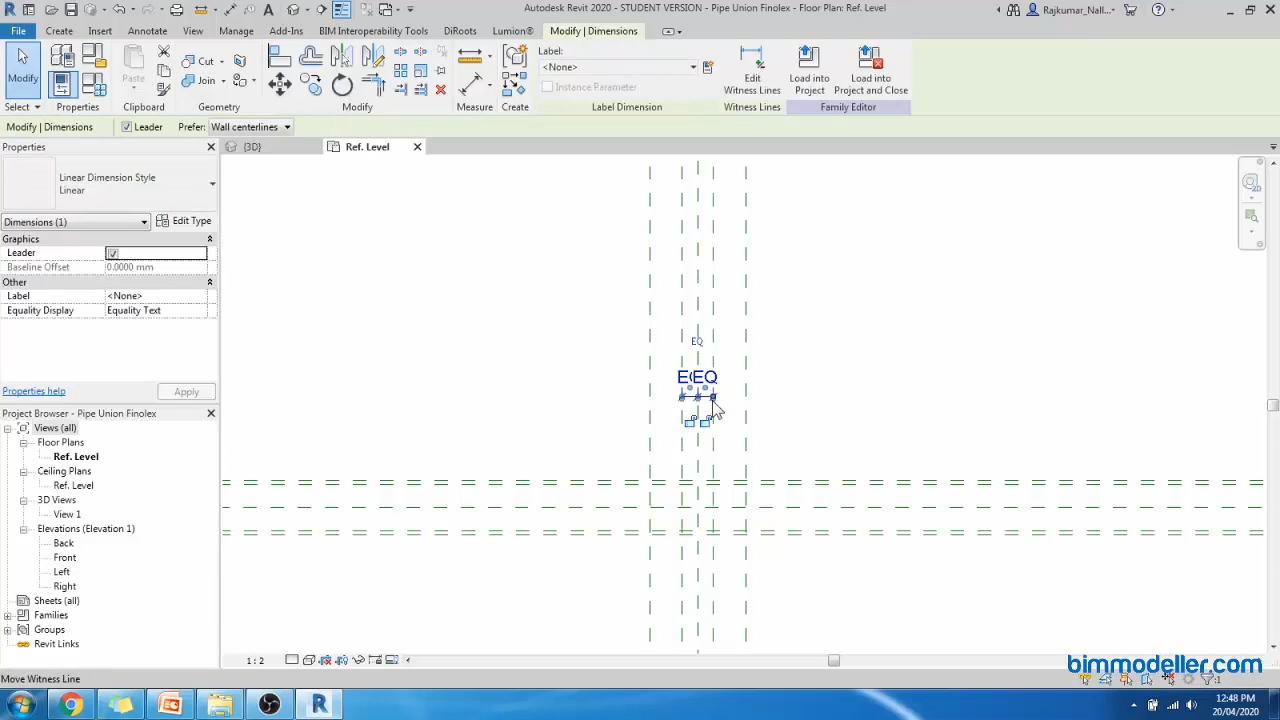 Autodesk Revit 2020 - STUDENT VERSION - Pipe Union Finolex - Floor Plan: Ref. Level
Rajkumar_Nall...
File Create Insert Annotate View Manage Add-Ins BIM Interoperability Tools DiRoots Lumion® Modify | Dimensions
Modify
Paste
Cut
Join
Label:
<None>
Instance Parameter
Edit
Witness Lines
Load into
Project
Load into
Project and Close
Select Properties Clipboard Geometry Modify Measure Create Label Dimension Witness Lines Family Editor
Modify | Dimensions Leader Prefer: Wall centerlines
Properties
{3D}
Ref. Level
Linear Dimension Style
Linear
Dimensions (1) Edit Type
Graphics
Leader
Baseline Offset 0.0000 mm
Other
Label <None>
Equality Display Equality Text
EQ
EQ
Properties help Apply
Project Browser - Pipe Union Finolex
Views (all)
Floor Plans
Ref. Level
Ceiling Plans
Ref. Level
3D Views
View 1
Elevations (Elevation 1)
Back
Front
Left
Right
Sheets (all)
Families
Groups
Revit Links
1 : 2
bimmodeller.com
Move Witness Line
:1
12:48 PM
20/04/2020